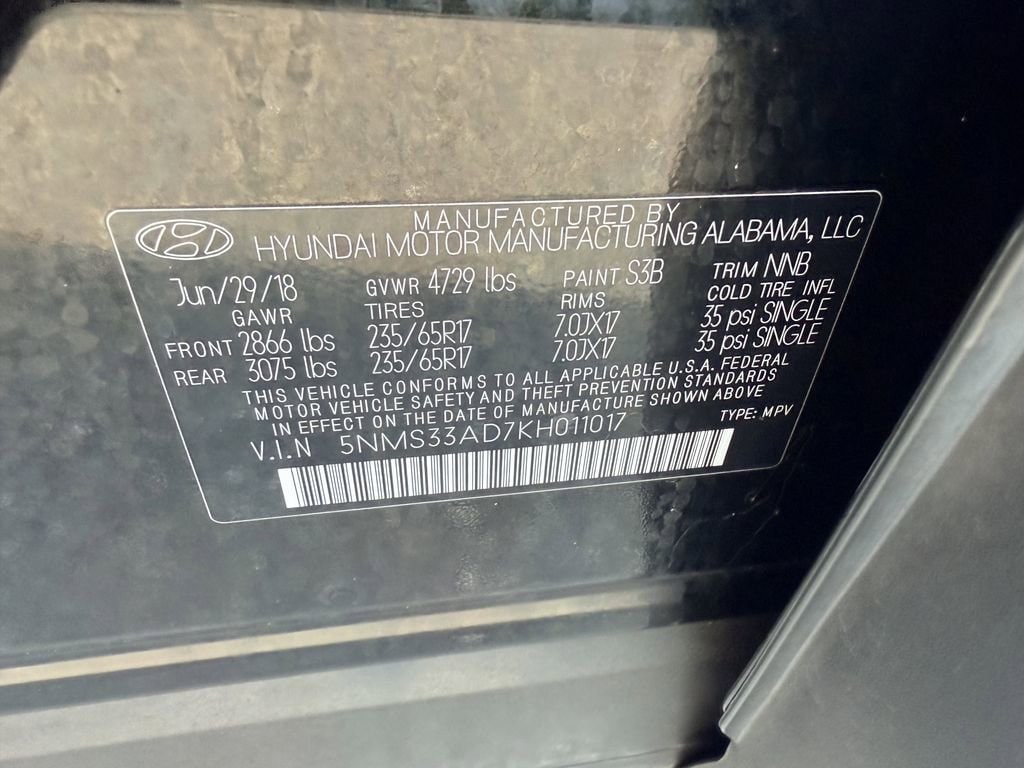 MANUFACTURED BY
HYUNDAI MOTOR MANUFACTURING ALABAMA, LLC
Jun/29/18 GVWR 4729 lbs PAINT S3B TRIM NNB
GAWR TIRES RIMS COLD TIRE INFL
FRONT 2866 lbs 235/65R17 7.0JX17 35 psi SINGLE
REAR 3075 lbs 235/65R17 7.0JX17 35 psi SINGLE
THIS VEHICLE CONFORMS TO ALL APPLICABLE U.S.A. FEDERAL
MOTOR VEHICLE SAFETY AND THEFT PREVENTION STANDARDS
IN EFFECT ON THE DATE OF MANUFACTURE SHOWN ABOVE
V.I.N 5NMS33AD7KH011017 TYPE: MPV